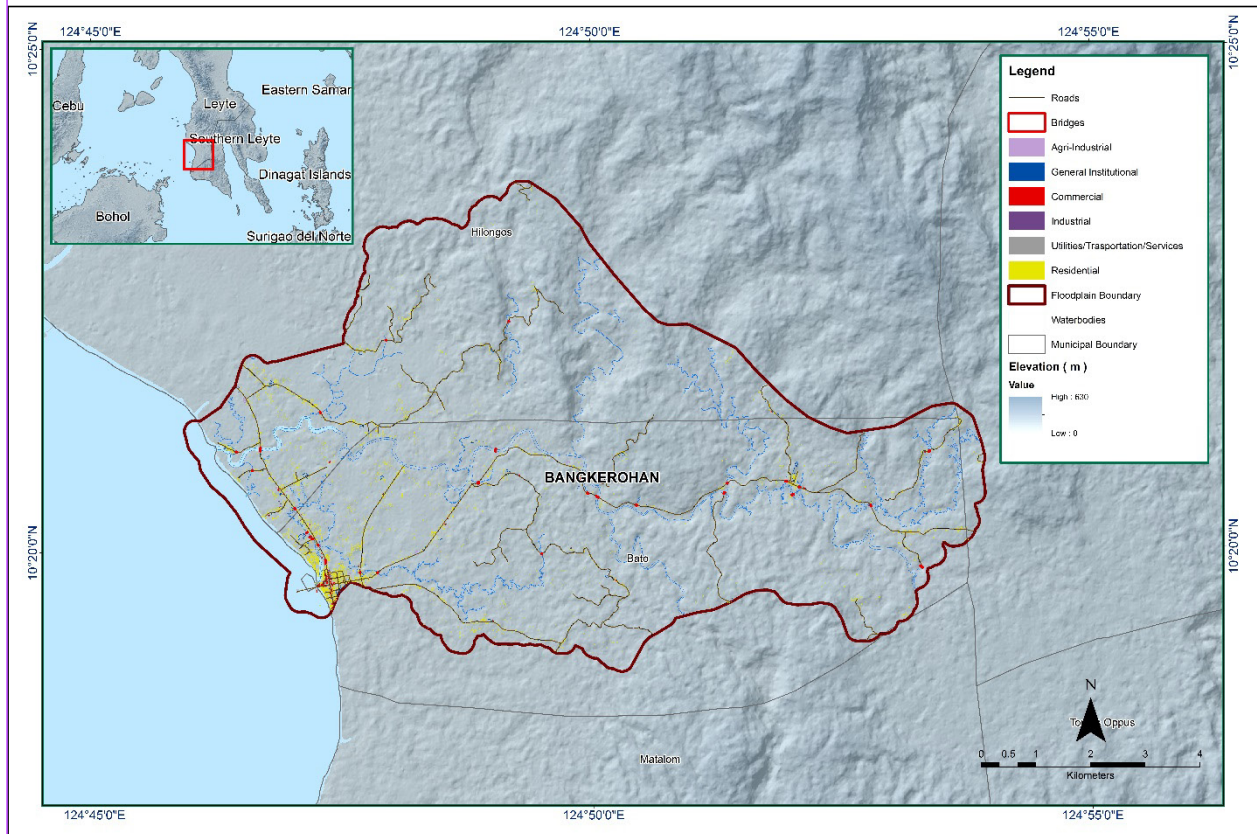 124°45'0"E
124°50'0"E
124°55'0"E
10°25'0"N
10°25'0"N
Cebu
Leyte
Eastern Samar
Southern Leyte
Dinagat Islands
Bohol
Surigao del Norte
Legend
Roads
Bridges
Agri-Industrial
General Institutional
Commercial
Industrial
Utilities/Trasportation/Services
Residential
Floodplain Boundary
Waterbodies
Municipal Boundary
Elevation ( m )
Value
High : 630
Low : 0
Hilongos
BANGKEROHAN
Bato
10°20'0"N
10°20'0"N
N
Oppus
Matalom
0 0.5 1 2 3 4
Kilometers
124°45'0"E
124°50'0"E
124°55'0"E